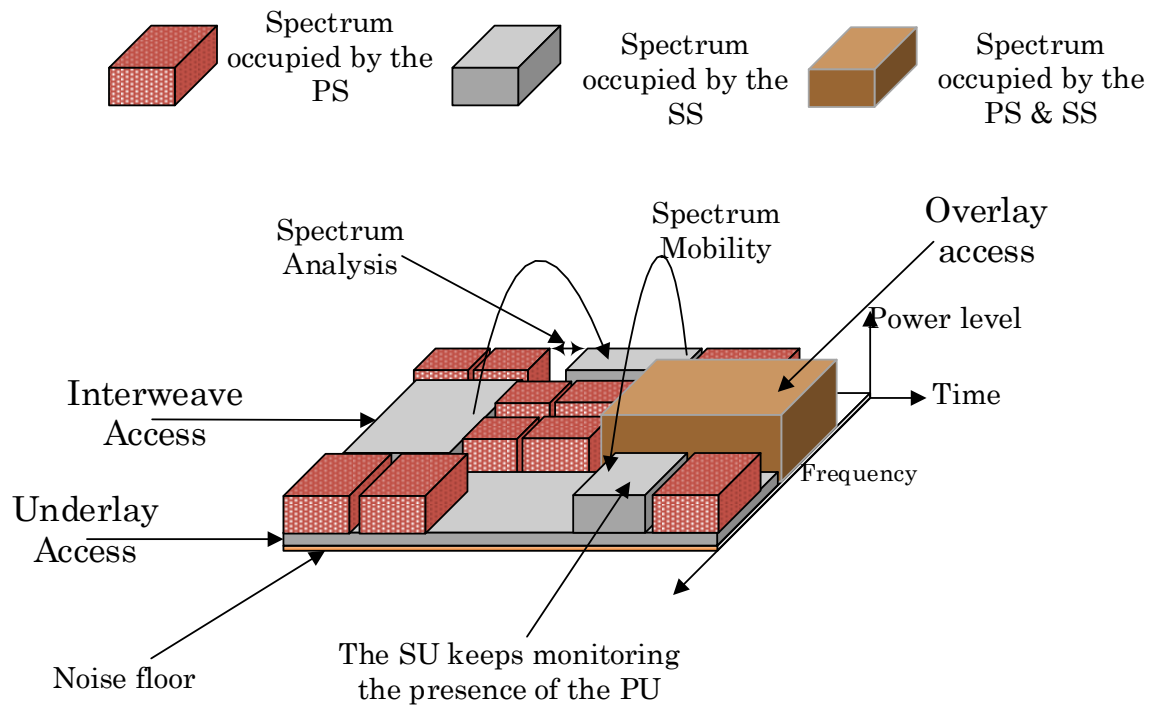 Spectrum
occupied by the
PS
Spectrum
occupied by the
SS
Spectrum
occupied by the
PS & SS
Spectrum
Analysis
Spectrum
Mobility
Overlay
access
Power level
Time
Frequency
Interweave
Access
Underlay
Access
Noise floor
The SU keeps monitoring
the presence of the PU